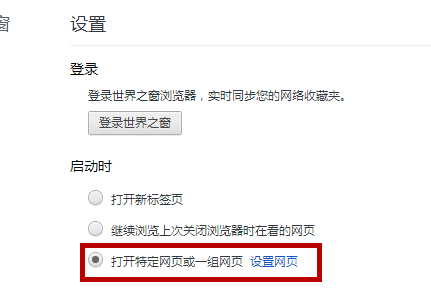 窗
设置
登录
登录世界之窗浏览器，实时同步您的网络收藏夹。
登录世界之窗
启动时
打开新标签页
继续浏览上次关闭浏览器时在看的网页
打开特定网页或一组网页 设置网页